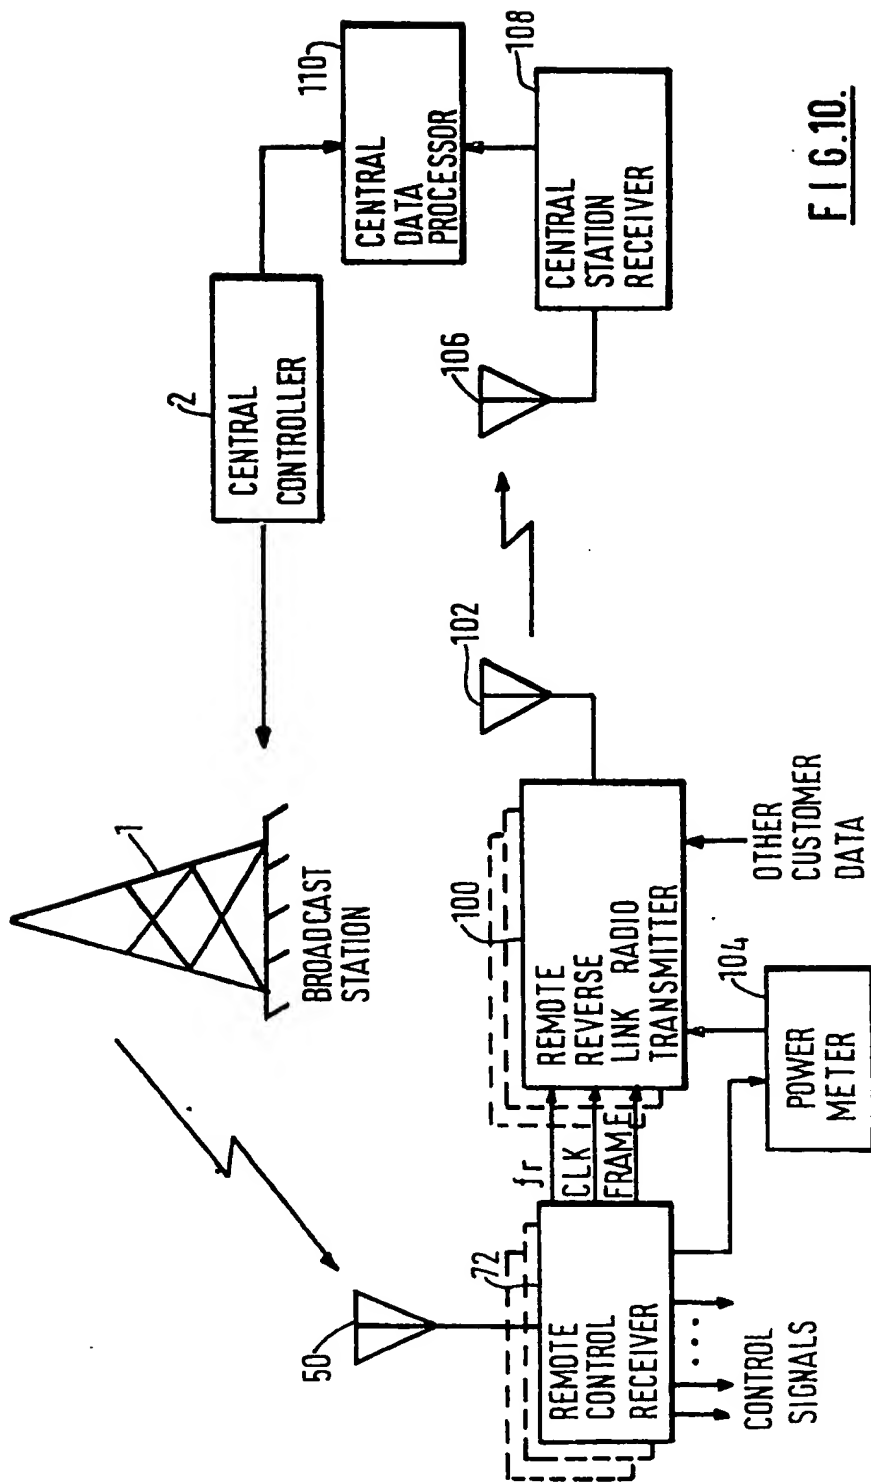 1
BROADCAST
STATION
2
CENTRAL
CONTROLLER
110
CENTRAL
DATA
PROCESSOR
50
102
106
108
CENTRAL
STATION
RECEIVER
72
REMOTE
CONTROL
RECEIVER
fr
CLK
FRAME
100
REMOTE
REVERSE
LINK RADIO
TRANSMITTER
CONTROL
SIGNALS
104
POWER
METER
OTHER
CUSTOMER
DATA
FIG.10.